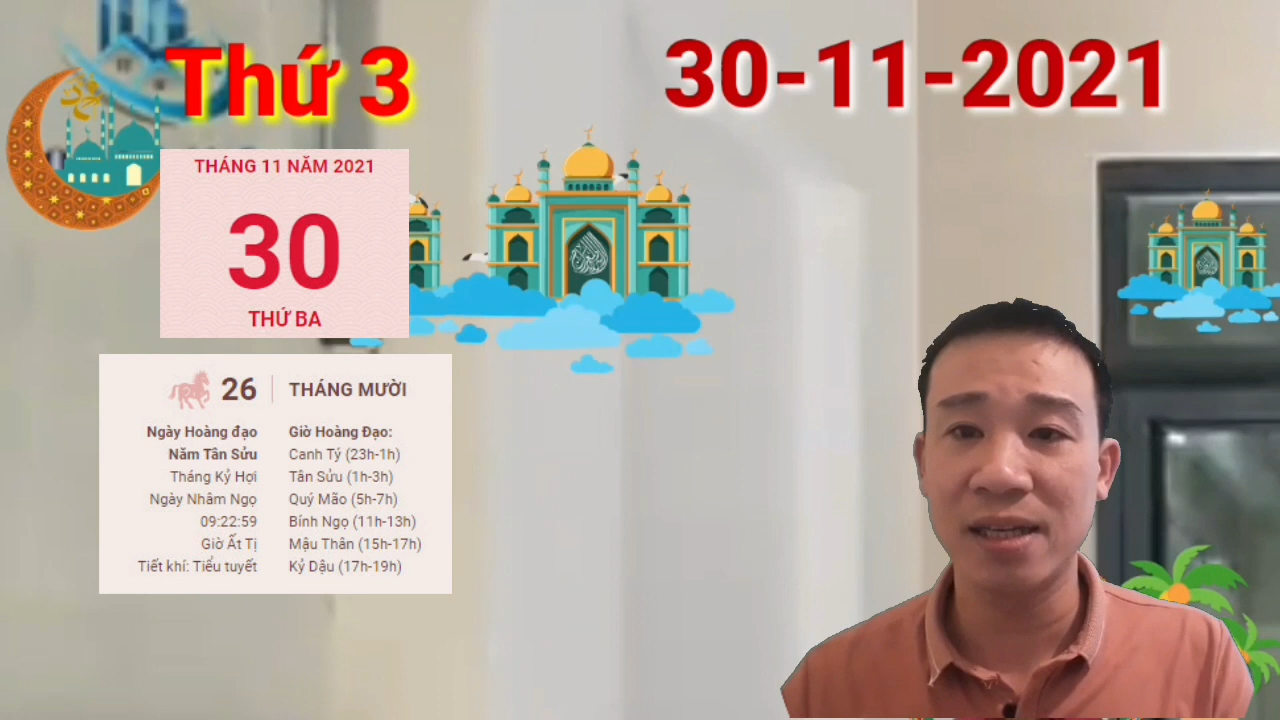 Thứ 3
30-11-2021
THÁNG 11 NĂM 2021
30
THỨ BA
26
THÁNG MƯỜI
Ngày Hoàng đạo
Năm Tân Sửu
Tháng Kỷ Hợi
Ngày Nhâm Ngọ
09:22:59
Giờ Ất Tị
Tiết khí: Tiểu tuyết
Giờ Hoàng Đạo:
Canh Tý (23h-1h)
Tân Sửu (1h-3h)
Quý Mão (5h-7h)
Bính Ngọ (11h-13h)
Mậu Thân (15h-17h)
Kỷ Dậu (17h-19h)